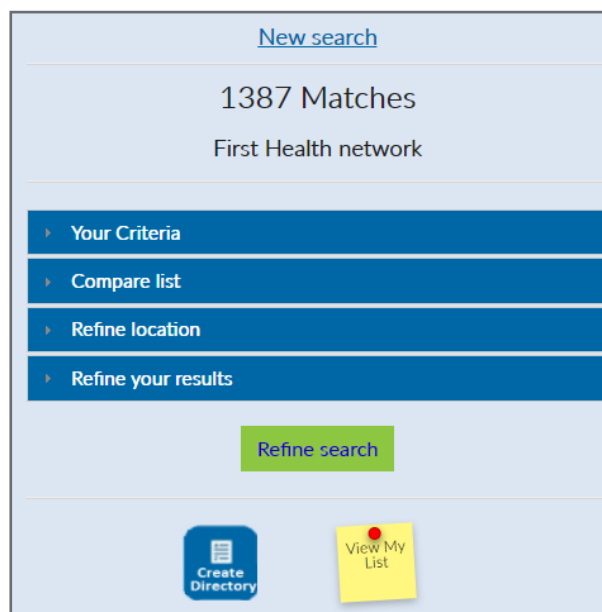 New search
1387 Matches
First Health network
Your Criteria
Compare list
Refine location
Refine your results
Refine search
Create
Directory
View My
List